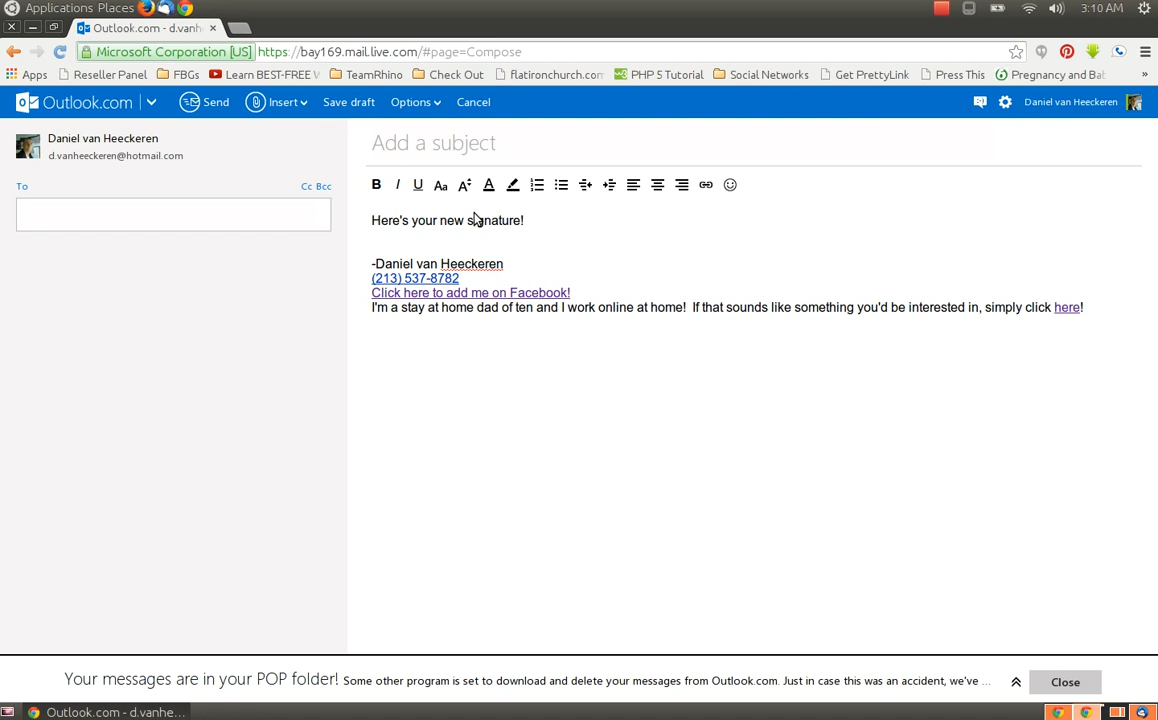 Applications Places 3:10 AM
Outlook.com - d.vanh
Microsoft Corporation [US] https://bay169.mail.live.com/#page=Compose
Apps Reseller Panel FBGs Learn BEST-FREE TeamRhino Check Out flatironchurch.com PHP 5 Tutorial Social Networks Get PrettyLink Press This Pregnancy and Bab »
Outlook.com Send Insert Save draft Options Cancel Daniel van Heeckeren
Daniel van Heeckeren
d.vanheeckeren@hotmail.com
Add a subject
To Cc Bcc
B I U Aa A A
Here's your new signature!
-Daniel van Heeckeren
(213) 537-8782
Click here to add me on Facebook!
I'm a stay at home dad of ten and I work online at home! If that sounds like something you'd be interested in, simply click here!
Your messages are in your POP folder! Some other program is set to download and delete your messages from Outlook.com. Just in case this was an accident, we've ... Close
Outlook.com - d.vanhe...